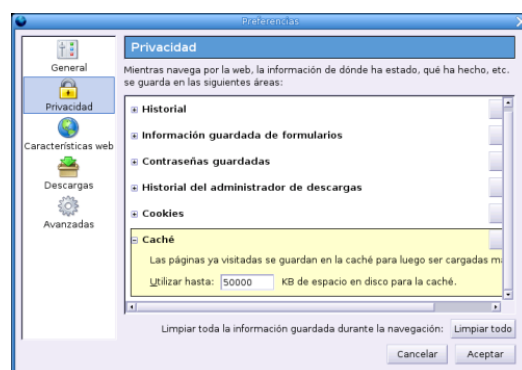 Preferencias
General
Privacidad
Características web
Descargas
Avanzadas
Privacidad
Mientras navega por la web, la información de dónde ha estado, qué ha hecho, etc.
se guarda en las siguientes áreas:
Historial
Información guardada de formularios
Contraseñas guardadas
Historial del administrador de descargas
Cookies
Caché
Las páginas ya visitadas se guardan en la caché para luego ser cargadas
Utilizar hasta: 50000 KB de espacio en disco para la caché.
Limpiar toda la información guardada durante la navegación: Limpiar todo
Cancelar Aceptar